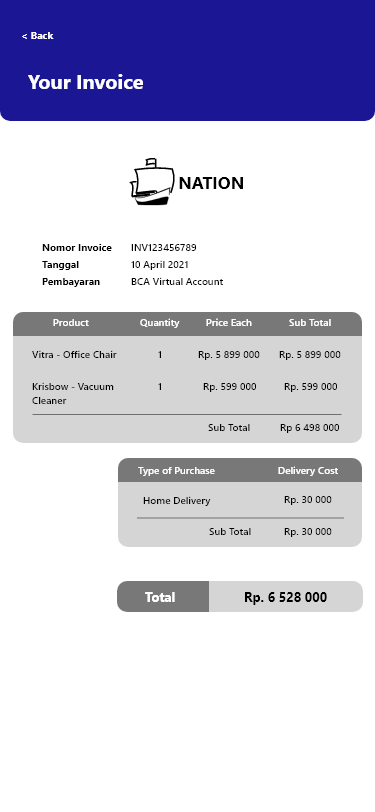 < Back
Your Invoice
NATION
Nomor Invoice INV123456789
Tanggal 10 April 2021
Pembayaran BCA Virtual Account
Product Quantity Price Each Sub Total
Vitra - Office Chair 1 Rp. 5 899 000 Rp. 5 899 000
Krisbow - Vacuum 1 Rp. 599 000 Rp. 599 000
Cleaner
Sub Total Rp 6 498 000
Type of Purchase Delivery Cost
Home Delivery Rp. 30 000
Sub Total Rp. 30 000
Total Rp. 6 528 000